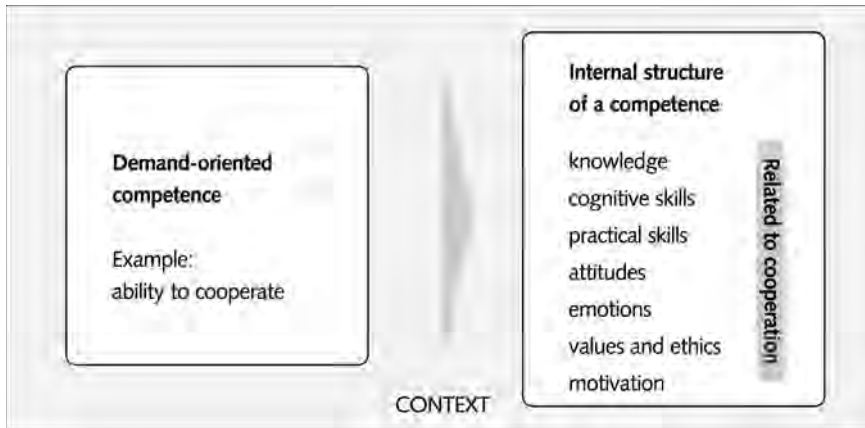 Demand-oriented
competence
Example:
ability to cooperate
CONTEXT
Internal structure
of a competence
knowledge
cognitive skills
practical skills
attitudes
emotions
values and ethics
motivation
Related to cooperation